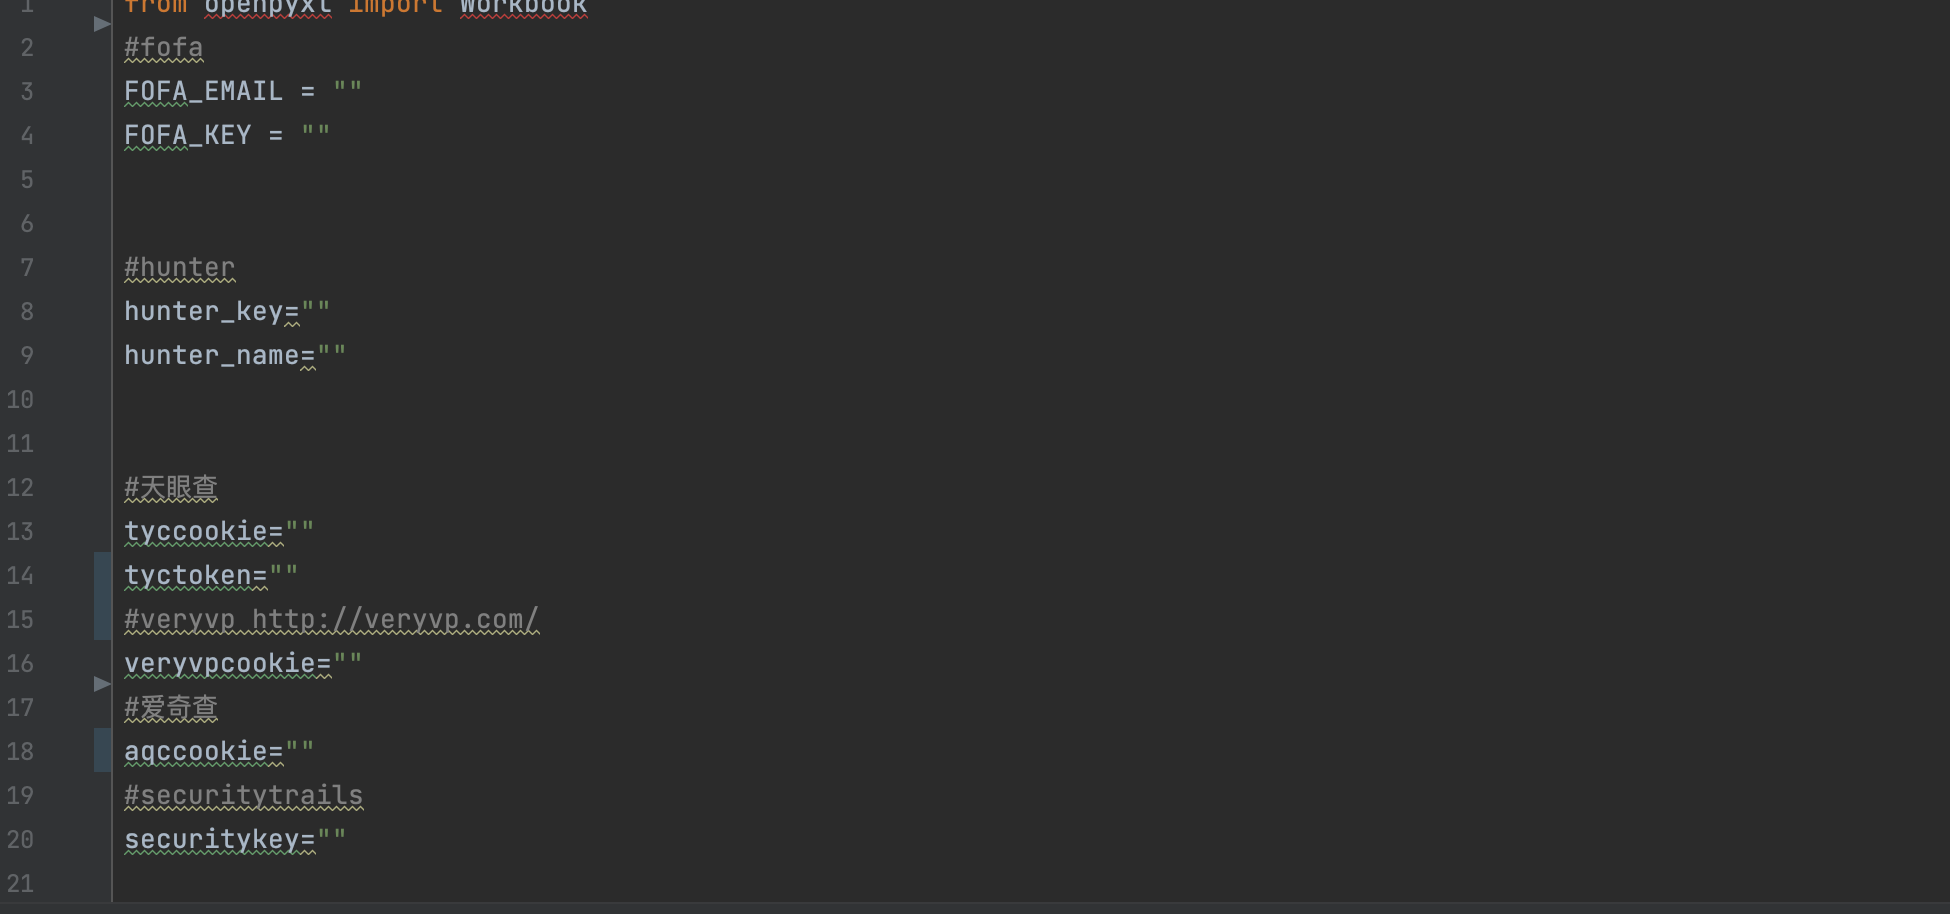 1 from openpyxl import Workbook
2 #fofa
3 FOFA_EMAIL = ""
4 FOFA_KEY = ""
5
6
7 #hunter
8 hunter_key=""
9 hunter_name=""
10
11
12 #天眼查
13 tyccookie=""
14 tyctoken=""
15 #veryvp http://veryvp.com/
16 veryvpcookie=""
17 #爱奇查
18 aqccookie=""
19 #securitytrails
20 securitykey=""
21